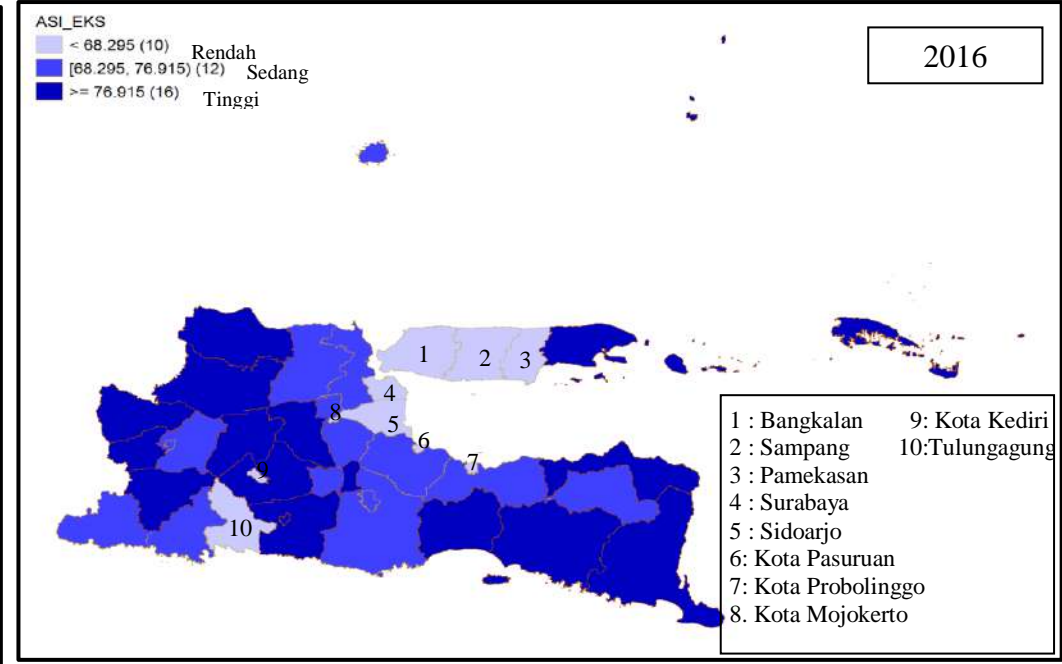 ASI_EKS
< 68.295 (10) Rendah
[68.295, 76.915) (12) Sedang
>= 76.915 (16) Tinggi
2016
1
2
3
4
5
6
7
8
9
10
1 : Bangkalan 9: Kota Kediri
2 : Sampang 10:Tulungagung
3 : Pamekasan
4 : Surabaya
5 : Sidoarjo
6: Kota Pasuruan
7: Kota Probolinggo
8. Kota Mojokerto